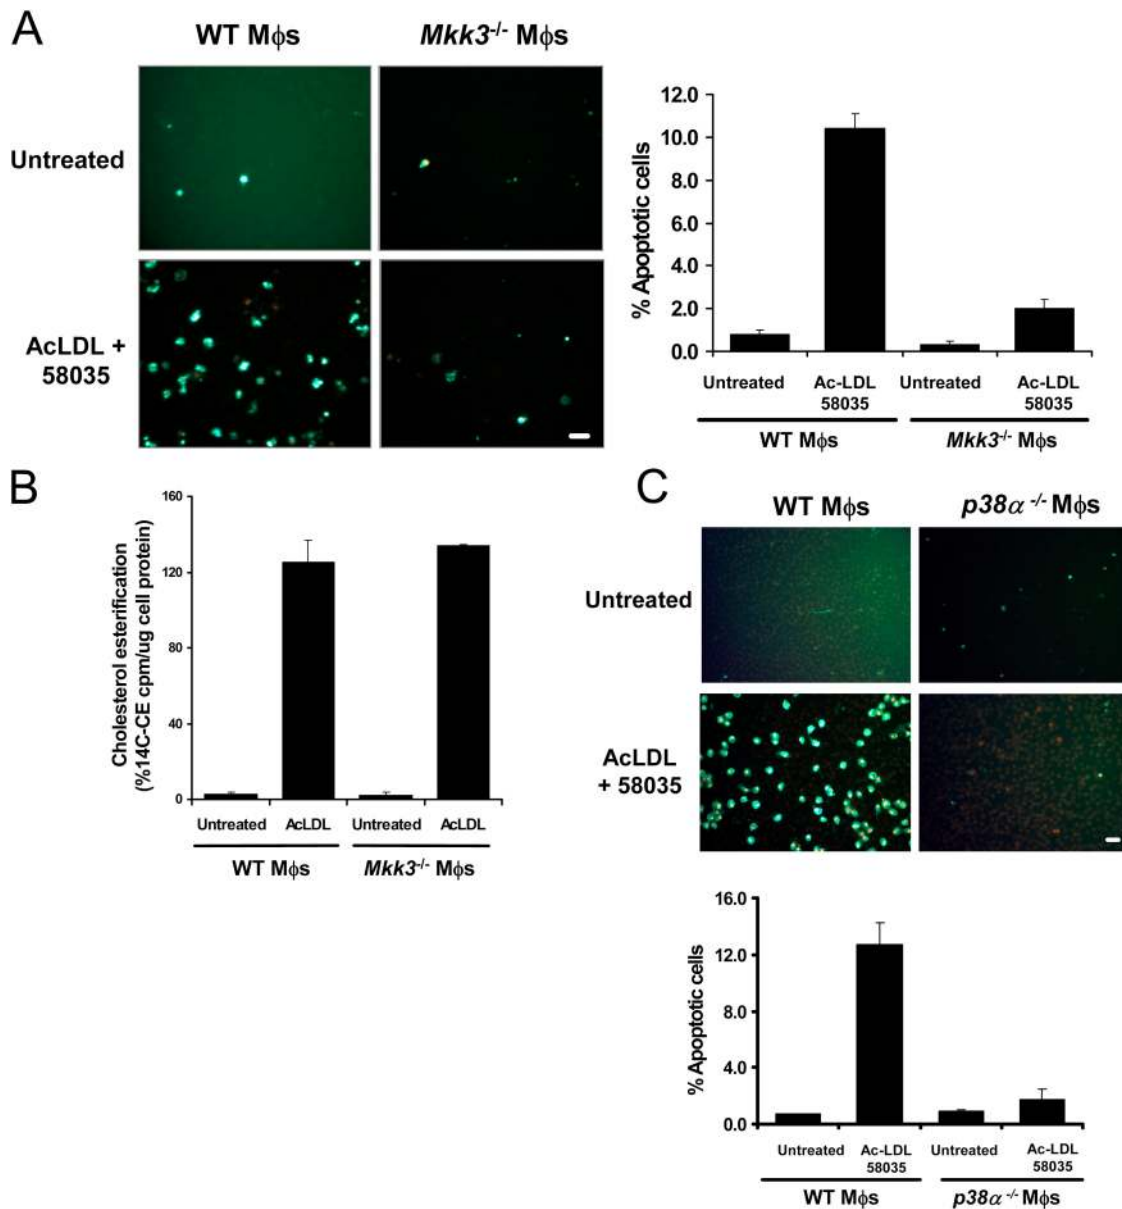 A
WT Mϕs
Mkk3-/- Mϕs
Untreated
AcLDL +
58035
12.0
10.0
8.0
6.0
4.0
2.0
0.0
% Apoptotic cells
Untreated
Ac-LDL
58035
Untreated
Ac-LDL
58035
WT Mϕs
Mkk3-/- Mϕs
B
160
120
80
40
0
Cholesterol esterification
(%14C-CE cpm/ug cell protein)
Untreated
AcLDL
Untreated
AcLDL
WT Mϕs
Mkk3-/- Mϕs
C
WT Mϕs
p38α -/- Mϕs
Untreated
AcLDL
+ 58035
16.0
12.0
8.0
4.0
0.0
% Apoptotic cells
Untreated
Ac-LDL
58035
Untreated
Ac-LDL
58035
WT Mϕs
p38α -/- Mϕs